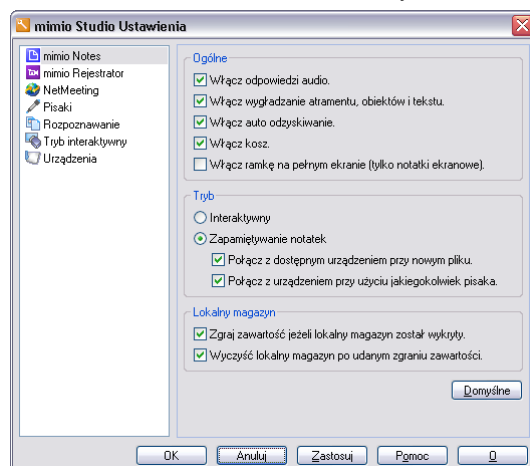 mimio Studio Ustawienia
mimio Notes
mimio Rejestrator
NetMeeting
Pisaki
Rozpoznawanie
Tryb interaktywny
Urządzenia
Ogólne
Włącz odpowiedzi audio.
Włącz wygładzanie atramentu, obiektów i tekstu.
Włącz auto odzyskiwanie.
Włącz kosz.
Włącz ramkę na pełnym ekranie (tylko notatki ekranowe).
Tryb
Interaktywny
Zapamiętywanie notatek
Połącz z dostępnym urządzeniem przy nowym pliku.
Połącz z urządzeniem przy użyciu jakiegokolwiek pisaka.
Lokalny magazyn
Zgraj zawartość jeżeli lokalny magazyn został wykryty.
Wyczyść lokalny magazyn po udanym zgraniu zawartości.
Domyślne
OK Anuluj Zastosuj Pomoc O